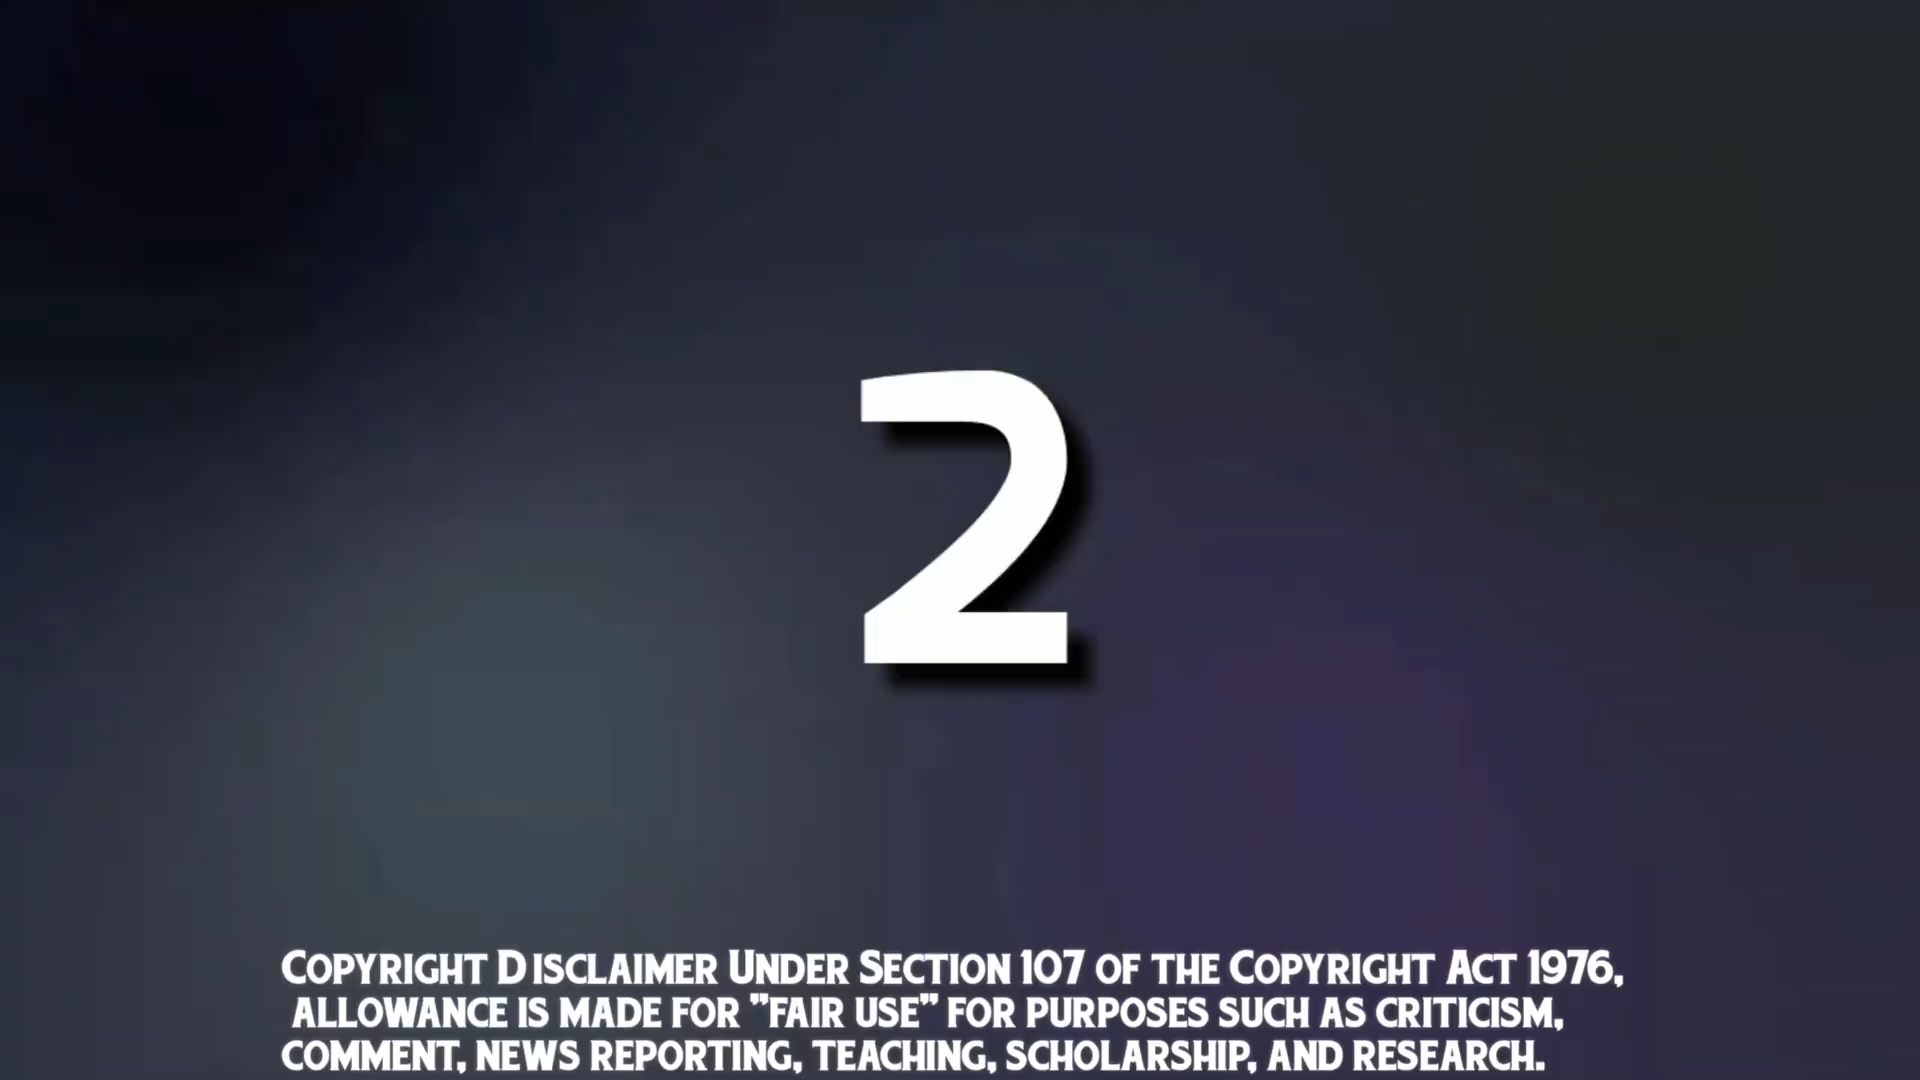 2
Copyright Disclaimer Under Section 107 of the Copyright Act 1976,
allowance is made for "fair use" for purposes such as criticism,
comment, news reporting, teaching, scholarship, and research.